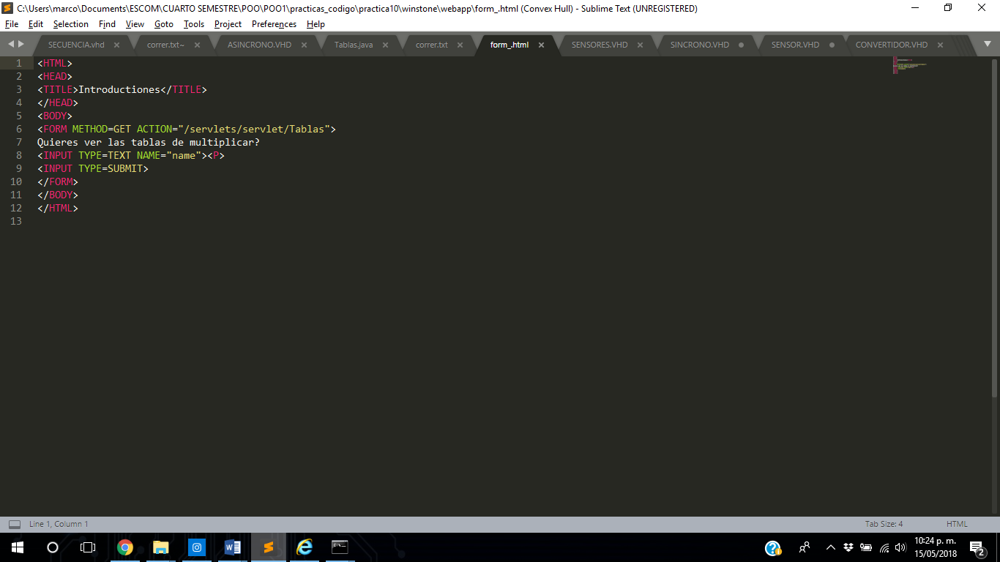 C:\Users\marco\Documents\ESCOM\CUARTO SEMESTRE\POO\POO1\practicas_codigo\practica10\winstone\webapp\form_.html (Convex Hull) - Sublime Text (UNREGISTERED)
File Edit Selection Find View Goto Tools Project Preferences Help
SECUENCIA.vhd correr.txt~ ASINCRONO.VHD Tablas.java correr.txt form_.html SENSORES.VHD SINCRONO.VHD SENSOR.VHD CONVERTIDOR.VHD
1 <HTML>
2 <HEAD>
3 <TITLE>Introductiones</TITLE>
4 </HEAD>
5 <BODY>
6 <FORM METHOD=GET ACTION="/servlets/servlet/Tablas">
7 Quieres ver las tablas de multiplicar?
8 <INPUT TYPE=TEXT NAME="name"><P>
9 <INPUT TYPE=SUBMIT>
10 </FORM>
11 </BODY>
12 </HTML>
13
Line 1, Column 1 Tab Size: 4 HTML
10:24 p. m.
15/05/2018
2